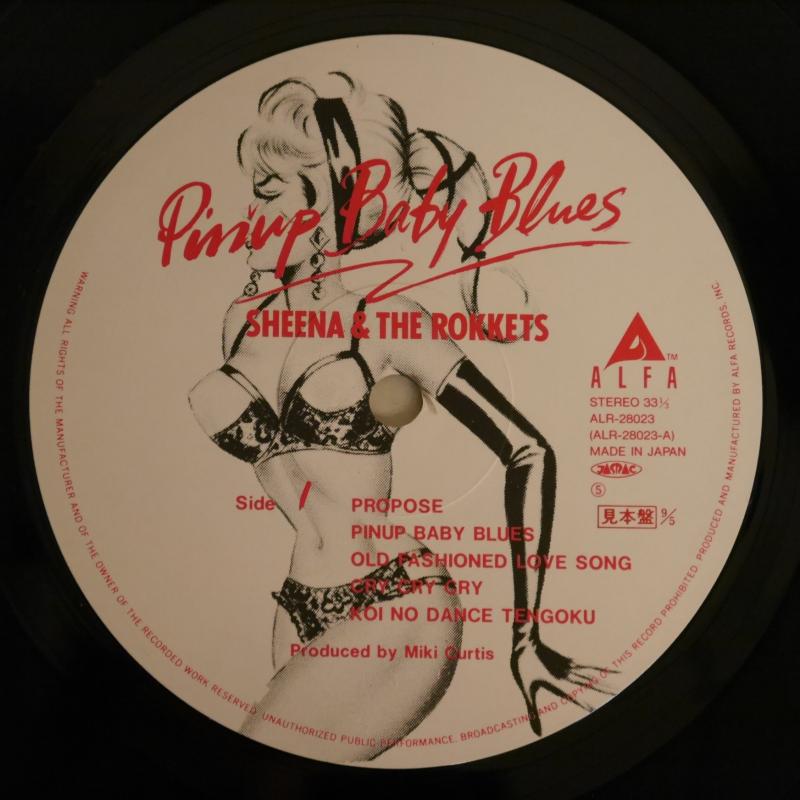 Pinup Baby Blues
SHEENA & THE ROKKETS
ALFA TM
STEREO 33⅓
ALR-28023
(ALR-28023-A)
MADE IN JAPAN
JASRAC
Ⓢ
見本盤 9/5
Side 1
PROPOSE
PINUP BABY BLUES
OLD FASHIONED LOVE SONG
CRY CRY CRY
KOI NO DANCE TENGOKU
Produced by Miki Curtis
WARNING ALL RIGHTS OF THE MANUFACTURER AND OF THE OWNER OF THE RECORDED WORK RESERVED. UNAUTHORIZED PUBLIC PERFORMANCE. BROADCASTING AND COPYING OF THIS RECORD PROHIBITED. PRODUCED AND MANUFACTURED BY ALFA RECORDS, INC.